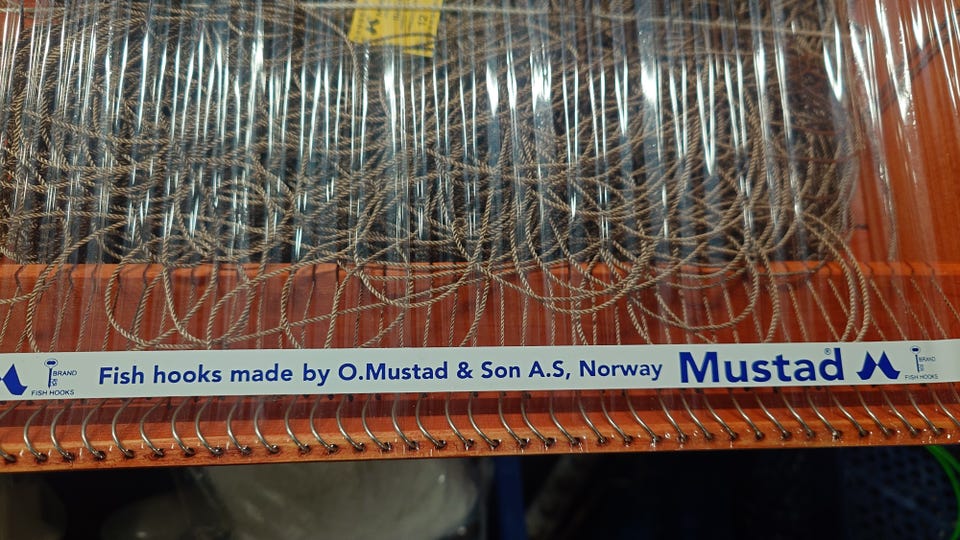 BRAND
FISH HOOKS
Fish hooks made by O.Mustad & Son A.S, Norway
Mustad®
BRAND
FISH HOOKS